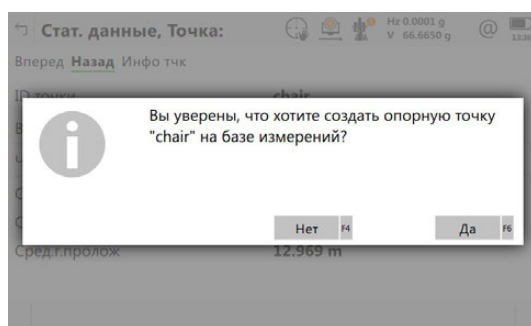 Стат. данные, Точка:
Hz 0.0001 g
V 66.6650 g
@
Вперед Назад Инфо тчк
ID точки chair
Вы уверены, что хотите создать опорную точку
"chair" на базе измерений?
Нет F4
Да F6
Сред.г.пролож 12.969 m